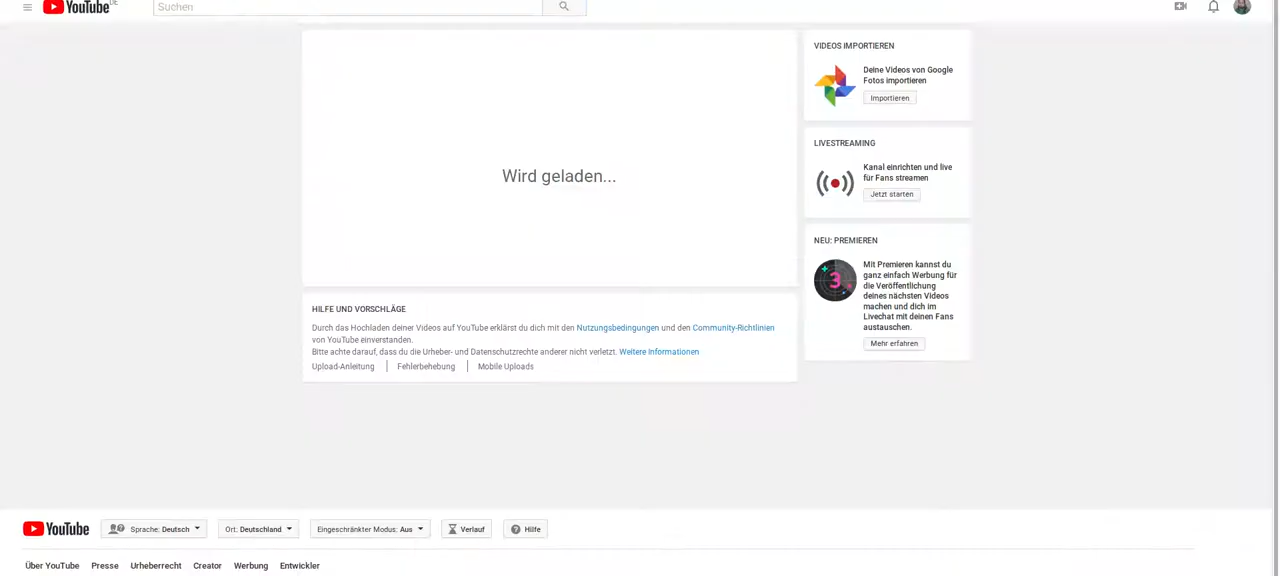 YouTube DE
Suchen
Wird geladen...
VIDEOS IMPORTIEREN
Deine Videos von Google
Fotos importieren
Importieren
LIVESTREAMING
Kanal einrichten und live
für Fans streamen
Jetzt starten
NEU: PREMIEREN
3
Mit Premieren kannst du
ganz einfach Werbung für
die Veröffentlichung
deines nächsten Videos
machen und dich im
Livechat mit deinen Fans
austauschen.
Mehr erfahren
HILFE UND VORSCHLÄGE
Durch das Hochladen deiner Videos auf YouTube erklärst du dich mit den Nutzungsbedingungen und den Community-Richtlinien
von YouTube einverstanden.
Bitte achte darauf, dass du die Urheber- und Datenschutzrechte anderer nicht verletzt. Weitere Informationen
Upload-Anleitung Fehlerbehebung Mobile Uploads
YouTube Sprache: Deutsch Ort: Deutschland Eingeschränkter Modus: Aus Verlauf Hilfe
Über YouTube Presse Urheberrecht Creator Werbung Entwickler